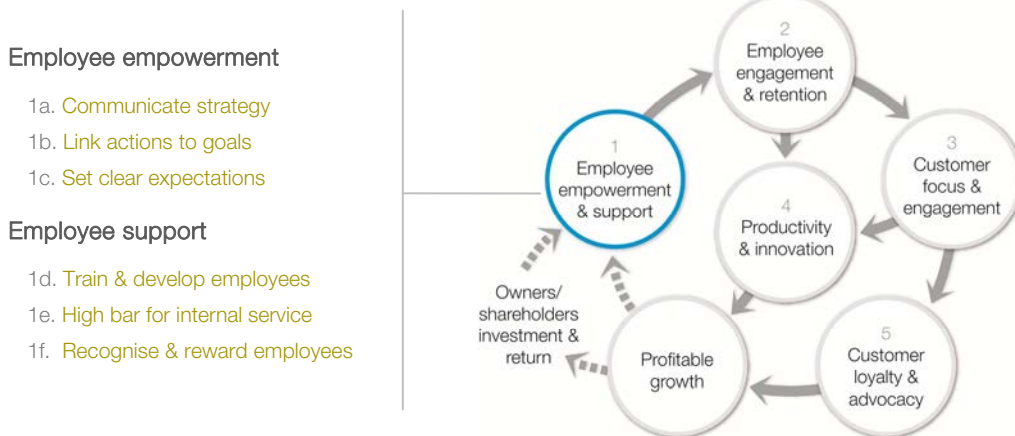 Employee empowerment
1a. Communicate strategy
1b. Link actions to goals
1c. Set clear expectations
Employee support
1d. Train & develop employees
1e. High bar for internal service
1f. Recognise & reward employees
1
Employee
empowerment
& support
2
Employee
engagement
& retention
3
Customer
focus &
engagement
4
Productivity
& innovation
5
Customer
loyalty &
advocacy
Profitable
growth
Owners/
shareholders
investment &
return